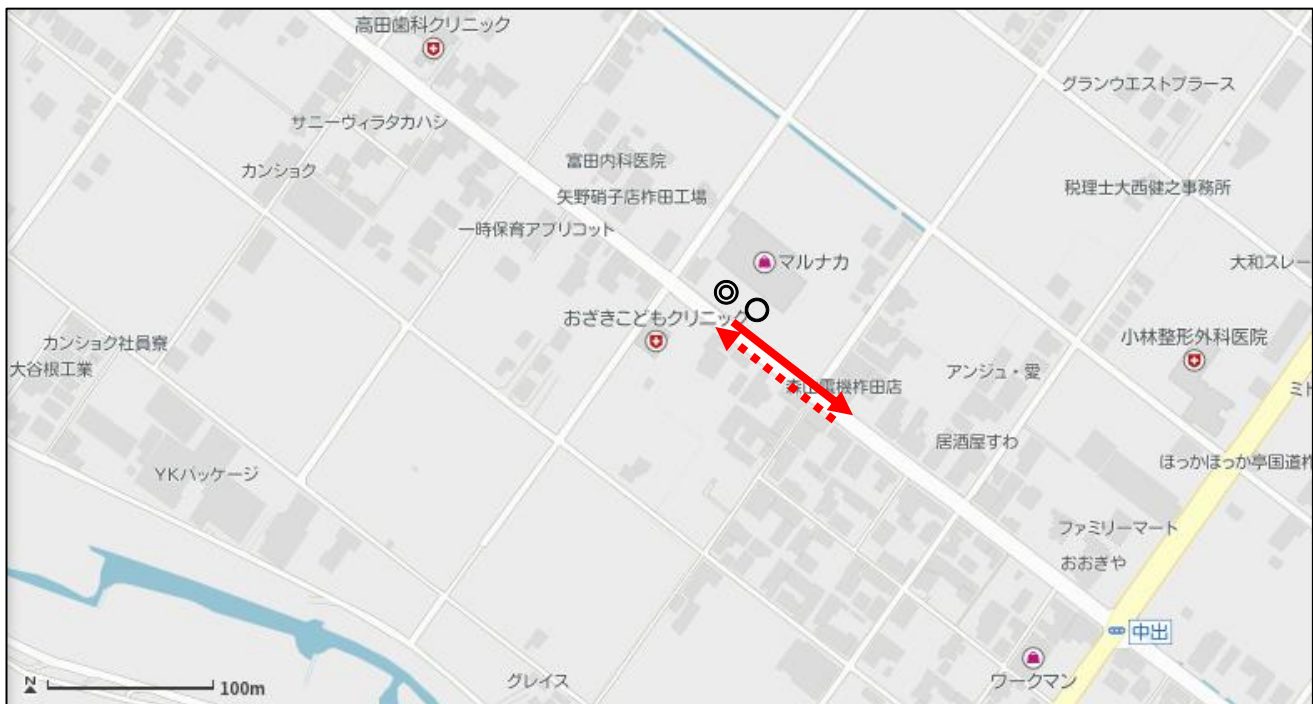 高田歯科クリニック
グランウエストプラース
サニーヴィラタカハシ
富田内科医院
カンショク
税理士大西健之事務所
矢野硝子店柞田工場
一時保育アプリコット
マルナカ
大和スレー
おざきこどもクリニック
小林整形外科医院
カンショク社員寮
大谷根工業
アンジュ・愛
森山電機柞田店
ミト
居酒屋すわ
ほっかほっか亭国道柞
YKパッケージ
ファミリーマート
おおぎや
中出
N
100m
グレイス
ワークマン